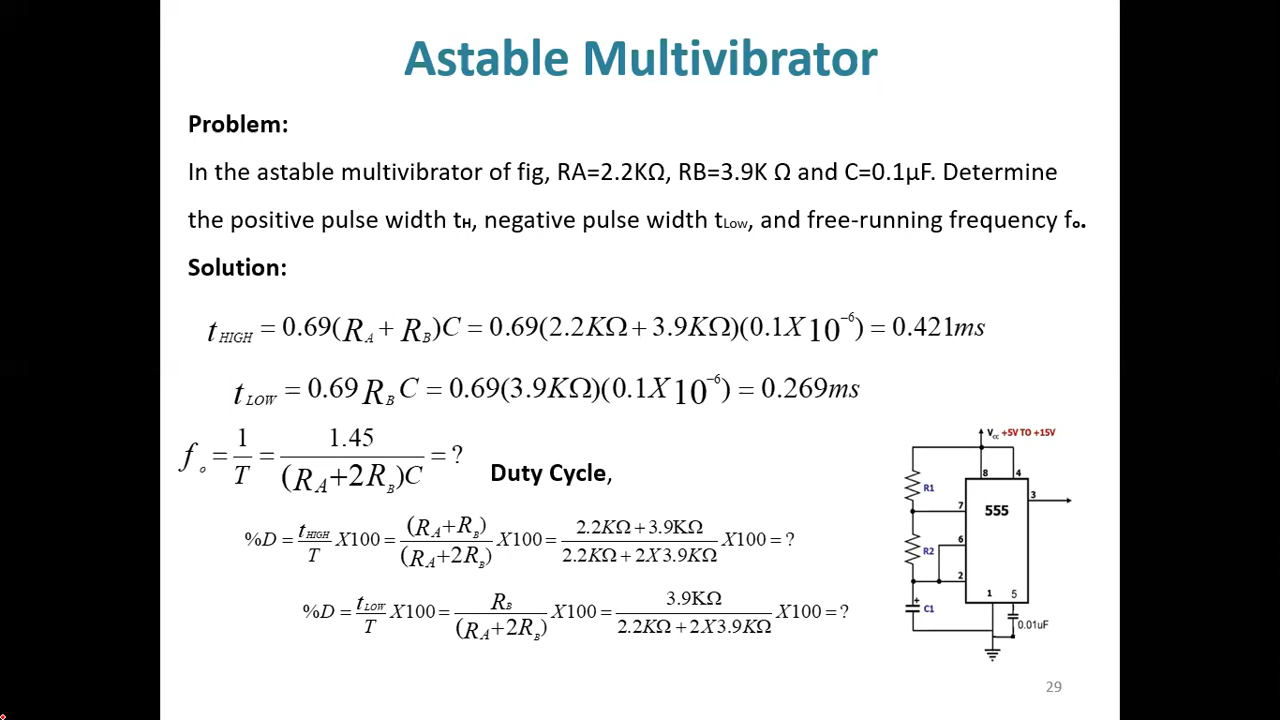 Astable Multivibrator
Problem:
In the astable multivibrator of fig, RA=2.2KΩ, RB=3.9K Ω and C=0.1µF. Determine
the positive pulse width tH, negative pulse width tLow, and free-running frequency fo.
Solution:
t_HIGH = 0.69(R_A + R_B)C = 0.69(2.2KΩ + 3.9KΩ)(0.1X10^−6) = 0.421ms
t_LOW = 0.69 R_B C = 0.69(3.9KΩ)(0.1X10^−6) = 0.269ms
f_o = 1/T = 1.45/((R_A+2R_B)C) = ?
Duty Cycle,
%D = t_HIGH/T X100 = (R_A+R_B)/(R_A+2R_B) X100 = (2.2KΩ+3.9KΩ)/(2.2KΩ+2X3.9KΩ) X100 = ?
%D = t_LOW/T X100 = R_B/(R_A+2R_B) X100 = 3.9KΩ/(2.2KΩ+2X3.9KΩ) X100 = ?
Vcc +5V TO +15V
8
4
R1
7
3
555
6
R2
2
1
5
+
C1
0.01uF
29